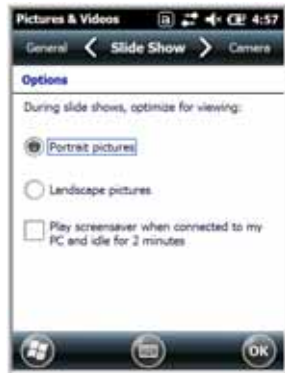 Pictures & Videos 4:57
General Slide Show Camera
Options
During slide shows, optimize for viewing:
Portrait pictures
Landscape pictures
Play screensaver when connected to my
PC and idle for 2 minutes
OK